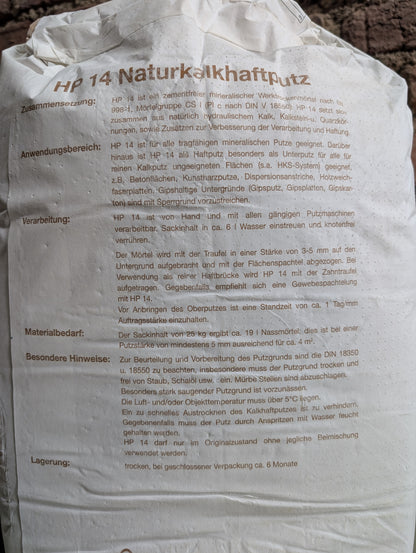 HP 14 Naturkalkhaftputz
Zusammensetzung: HP 14 ist ein zementfreier mineralischer Werktrockenmörtel nach EN
998-1, Mörtelgruppe CS I (PI c nach DIN V 18550). HP 14 setzt sich
zusammen aus natürlich hydraulischem Kalk, Kalkstein-u. Quarzkör-
nungen, sowie Zusätzen zur Verbesserung der Verarbeitung und Haftung.
Anwendungsbereich: HP 14 ist für alle tragfähigen mineralischen Putze geeignet. Darüber
hinaus ist HP 14 als Haftputz besonders als Unterputz für alle für
reinen Kalkputz ungeeigneten Flächen (s.a. HKS-System) geeignet,
z.B. Betonflächen, Kunstharzputze, Dispersionsanstriche, Holzweich-
faserplatten. Gipshaltige Untergründe (Gipsputz, Gipsplatten, Gipskar-
ton) sind mit Sperrgrund vorzustreichen.
Verarbeitung: HP 14 ist von Hand und mit allen gängigen Putzmaschinen
verarbeitbar. Sackinhalt in ca. 6 l Wasser einstreuen und knotenfrei
verrühren.
Der Mörtel wird mit der Traufel in einer Stärke von 3-5 mm auf den
Untergrund aufgebracht und mit der Flächenspachtel abgezogen. Bei
Verwendung als reiner Haftbrücke wird HP 14 mit der Zahntraufel
aufgetragen. Gegebenfalls empfiehlt sich eine Gewebespachtelung
mit HP 14.
Vor Anbringen des Oberputzes ist eine Standzeit von ca. 1 Tag/mm
Auftragsstärke einzuhalten.
Materialbedarf: Der Sackinhalt von 25 kg ergibt ca. 19 l Nassmörtel; dies ist bei einer
Putzstärke von mindestens 5 mm ausreichend für ca. 4 m².
Besondere Hinweise: Zur Beurteilung und Vorbereitung des Putzgrunds sind die DIN 18350
u. 18550 zu beachten, insbesondere muss der Putzgrund trocken und
frei von Staub, Schalöl usw. sein. Mürbe Stellen sind abzuschlagen.
Besonders stark saugender Putzgrund ist vorzunässen.
Die Luft- und/oder Objekttemperatur muss über 5°C liegen.
Ein zu schnelles Austrocknen des Kalkhaftputzes ist zu verhindern.
Gegebenenfalls muss der Putz durch Anspritzen mit Wasser feucht
gehalten werden.
HP 14 darf nur im Originalzustand ohne jegliche Beimischung
verwendet werden.
Lagerung: trocken, bei geschlossener Verpackung ca. 6 Monate